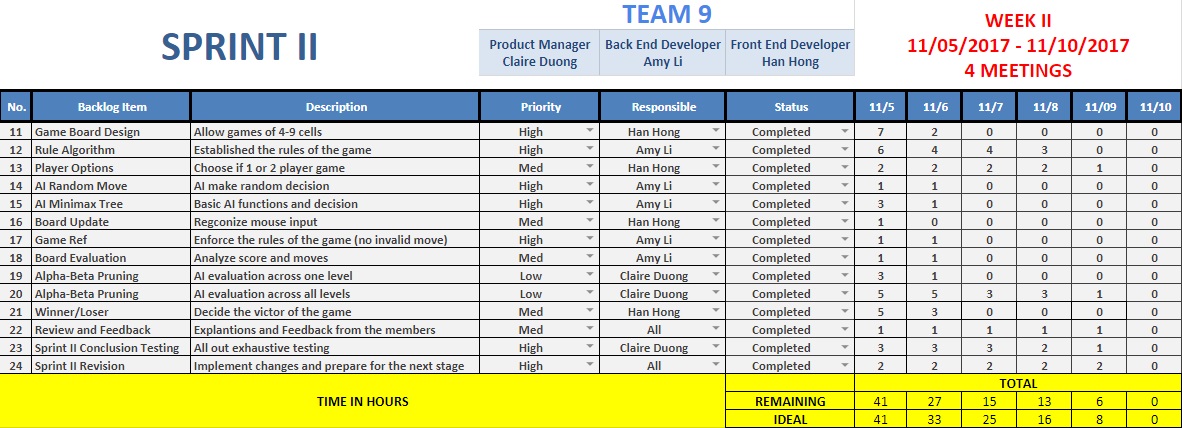 SPRINT II
TEAM 9
Product Manager Back End Developer Front End Developer
Claire Duong Amy Li Han Hong
WEEK II
11/05/2017 - 11/10/2017
4 MEETINGS
No. Backlog Item Description Priority Responsible Status 11/5 11/6 11/7 11/8 11/09 11/10
11 Game Board Design Allow games of 4-9 cells High Han Hong Completed 7 2 0 0 0 0
12 Rule Algorithm Established the rules of the game High Amy Li Completed 6 4 4 3 0 0
13 Player Options Choose if 1 or 2 player game Med Han Hong Completed 2 2 2 2 1 0
14 AI Random Move AI make random decision High Amy Li Completed 1 1 0 0 0 0
15 AI Minimax Tree Basic AI functions and decision High Amy Li Completed 3 1 0 0 0 0
16 Board Update Regconize mouse input Med Han Hong Completed 1 0 0 0 0 0
17 Game Ref Enforce the rules of the game (no invalid move) High Amy Li Completed 1 1 0 0 0 0
18 Board Evaluation Analyze score and moves Med Amy Li Completed 1 1 0 0 0 0
19 Alpha-Beta Pruning AI evaluation across one level Low Claire Duong Completed 3 1 0 0 0 0
20 Alpha-Beta Pruning AI evaluation across all levels Low Claire Duong Completed 5 5 3 3 1 0
21 Winner/Loser Decide the victor of the game Med Han Hong Completed 5 3 0 0 0 0
22 Review and Feedback Explantions and Feedback from the members Med All Completed 1 1 1 1 1 0
23 Sprint II Conclusion Testing All out exhaustive testing High Claire Duong Completed 3 3 3 2 1 0
24 Sprint II Revision Implement changes and prepare for the next stage High All Completed 2 2 2 2 2 0
TIME IN HOURS
TOTAL
REMAINING 41 27 15 13 6 0
IDEAL 41 33 25 16 8 0